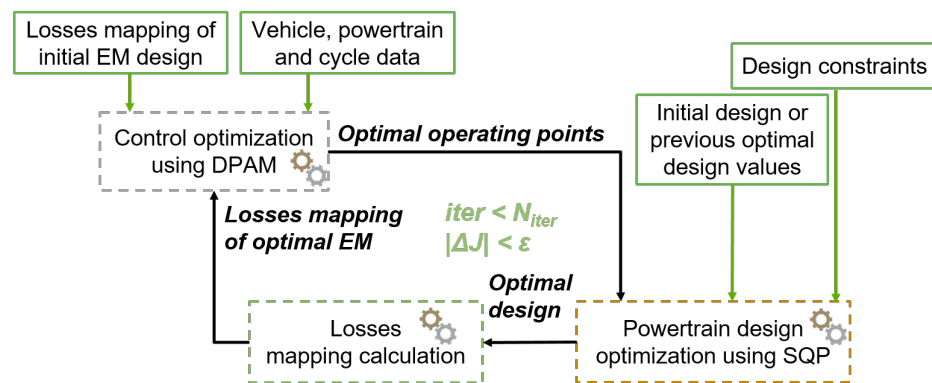 Losses mapping of
initial EM design
Vehicle, powertrain
and cycle data
Design constraints
Initial design or
previous optimal
design values
Control optimization
using DPAM
Optimal operating points
Losses mapping
of optimal EM
iter < N_iter
|ΔJ| < ε
Optimal
design
Losses
mapping calculation
Powertrain design
optimization using SQP